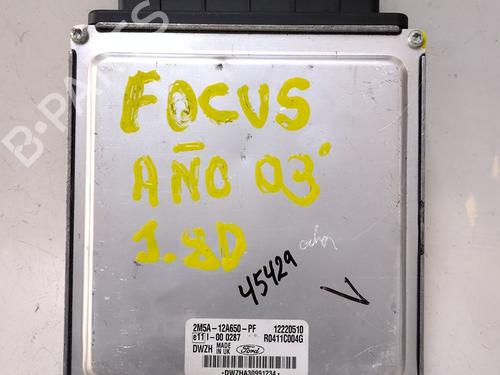 B-PARTS
FOCUS
AÑO 03'
1.8D
45429
V
2M5A-12A650-PF 12220510
e11 I-00 0287 R0411C004G
DWZH MADE IN UK Ford
*DWZHA30991234*